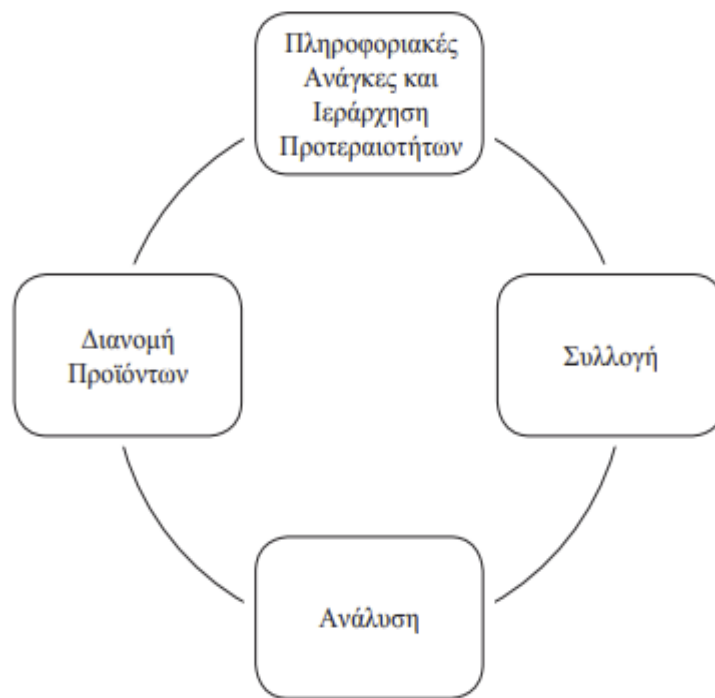 Πληροφοριακές
Ανάγκες και
Ιεράρχηση
Προτεραιοτήτων
Διανομή
Προϊόντων
Συλλογή
Ανάλυση